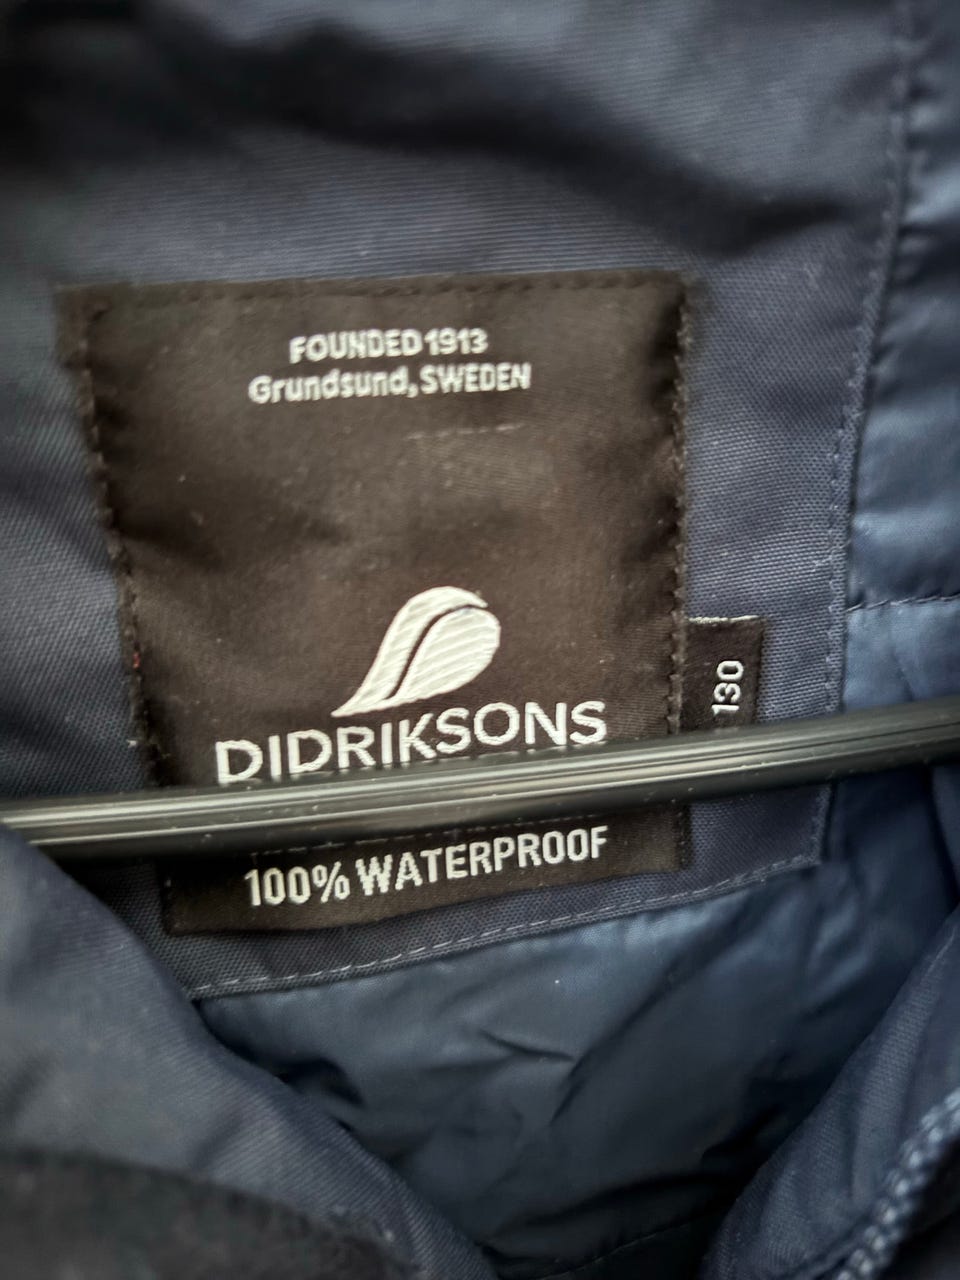 FOUNDED 1913
Grundsund, SWEDEN
DIDRIKSONS
130
100% WATERPROOF